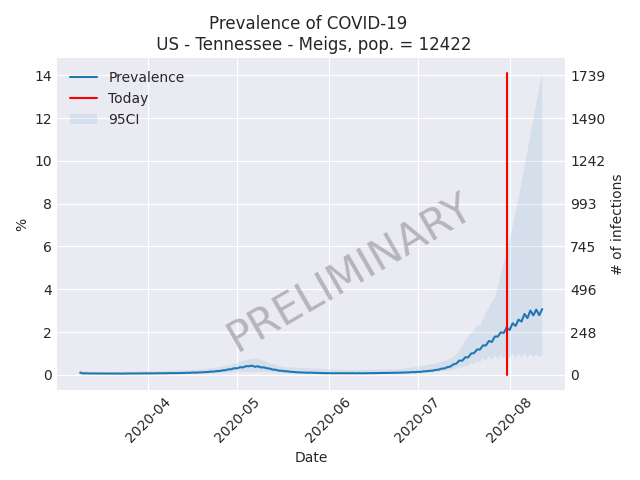 Prevalence of COVID-19
US - Tennessee - Meigs, pop. = 12422
Prevalence
Today
95CI
14
12
10
8
6
4
2
0
%
1739
1490
1242
993
745
496
248
0
# of infections
PRELIMINARY
2020-04
2020-05
2020-06
2020-07
2020-08
Date